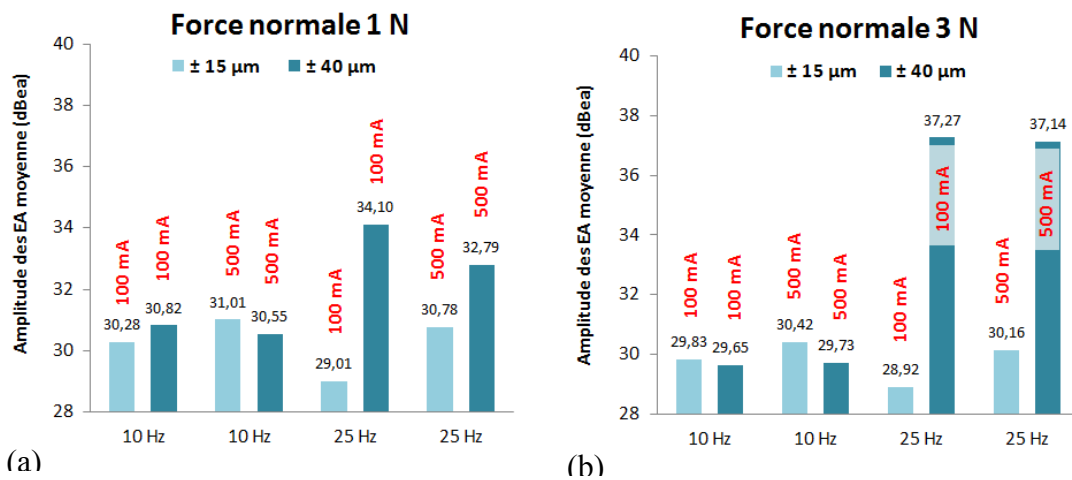 Force normale 1 N
± 15 µm ± 40 µm
Amplitude des EA moyenne (dBea)
40
38
36
34
32
30
28
100 mA
30,28
100 mA
30,82
500 mA
31,01
500 mA
30,55
100 mA
29,01
100 mA
34,10
500 mA
30,78
500 mA
32,79
10 Hz 10 Hz 25 Hz 25 Hz
(a)
Force normale 3 N
± 15 µm ± 40 µm
Amplitude des EA moyenne (dBea)
40
38
36
34
32
30
28
100 mA
29,83
100 mA
29,65
500 mA
30,42
500 mA
29,73
100 mA
28,92
37,27
100 mA
500 mA
30,16
37,14
500 mA
10 Hz 10 Hz 25 Hz 25 Hz
(b)